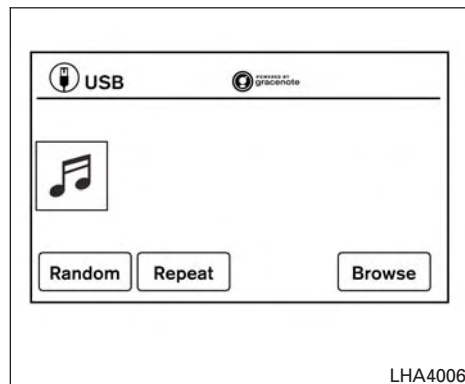 USB
POWERED BY
gracenote
Random
Repeat
Browse
LHA4006